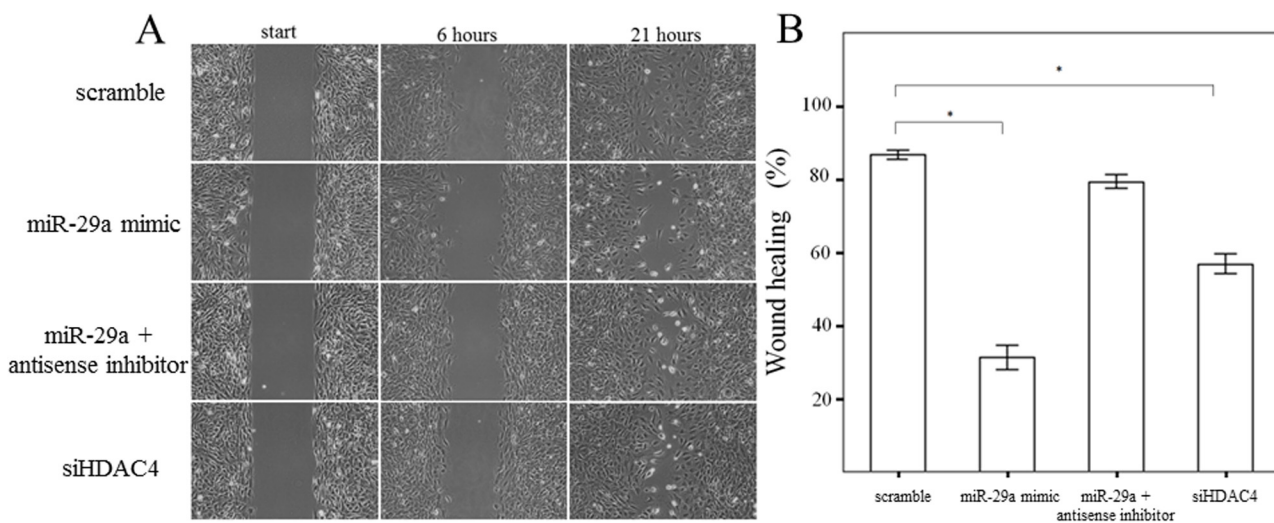 A
start
6 hours
21 hours
scramble
miR-29a mimic
miR-29a +
antisense inhibitor
siHDAC4
B
*
*
Wound healing (%)
100
80
60
40
20
scramble
miR-29a mimic
miR-29a +
antisense inhibitor
siHDAC4